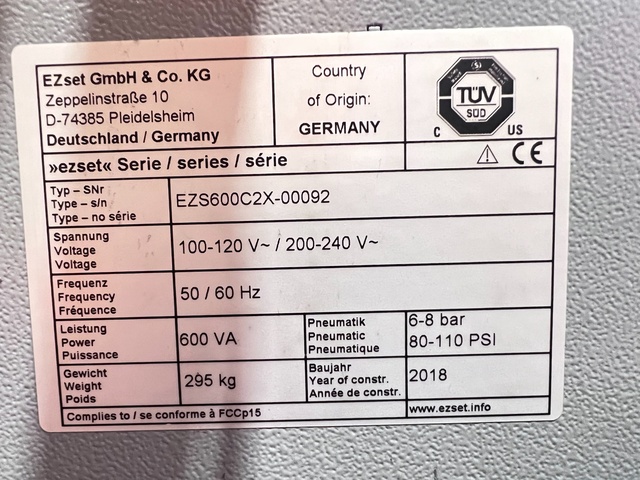 EZset GmbH & Co. KG
Zeppelinstraße 10
D-74385 Pleidelsheim
Deutschland / Germany
Country
of Origin:
GERMANY
TÜV
SÜD
C US
»ezset« Serie / series / série
CE
Typ – SNr
Type – s/n
Type – no série
EZS600C2X-00092
Spannung
Voltage
Voltage
100-120 V~ / 200-240 V~
Frequenz
Frequency
Fréquence
50 / 60 Hz
Leistung
Power
Puissance
600 VA
Pneumatik
Pneumatic
Pneumatique
6-8 bar
80-110 PSI
Gewicht
Weight
Poids
295 kg
Baujahr
Year of constr.
Année de constr.
2018
Complies to / se conforme à FCCp15
www.ezset.info